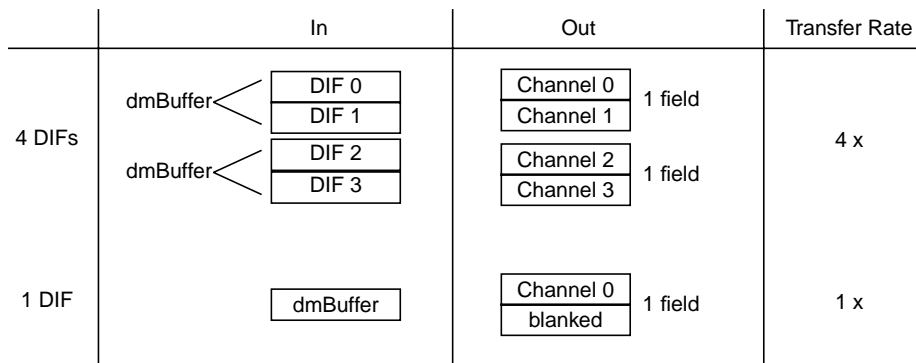 In Out Transfer Rate
4 DIFs
dmBuffer
DIF 0
DIF 1
dmBuffer
DIF 2
DIF 3
Channel 0
Channel 1
1 field
Channel 2
Channel 3
1 field
4 x
1 DIF
dmBuffer
Channel 0
blanked
1 field
1 x